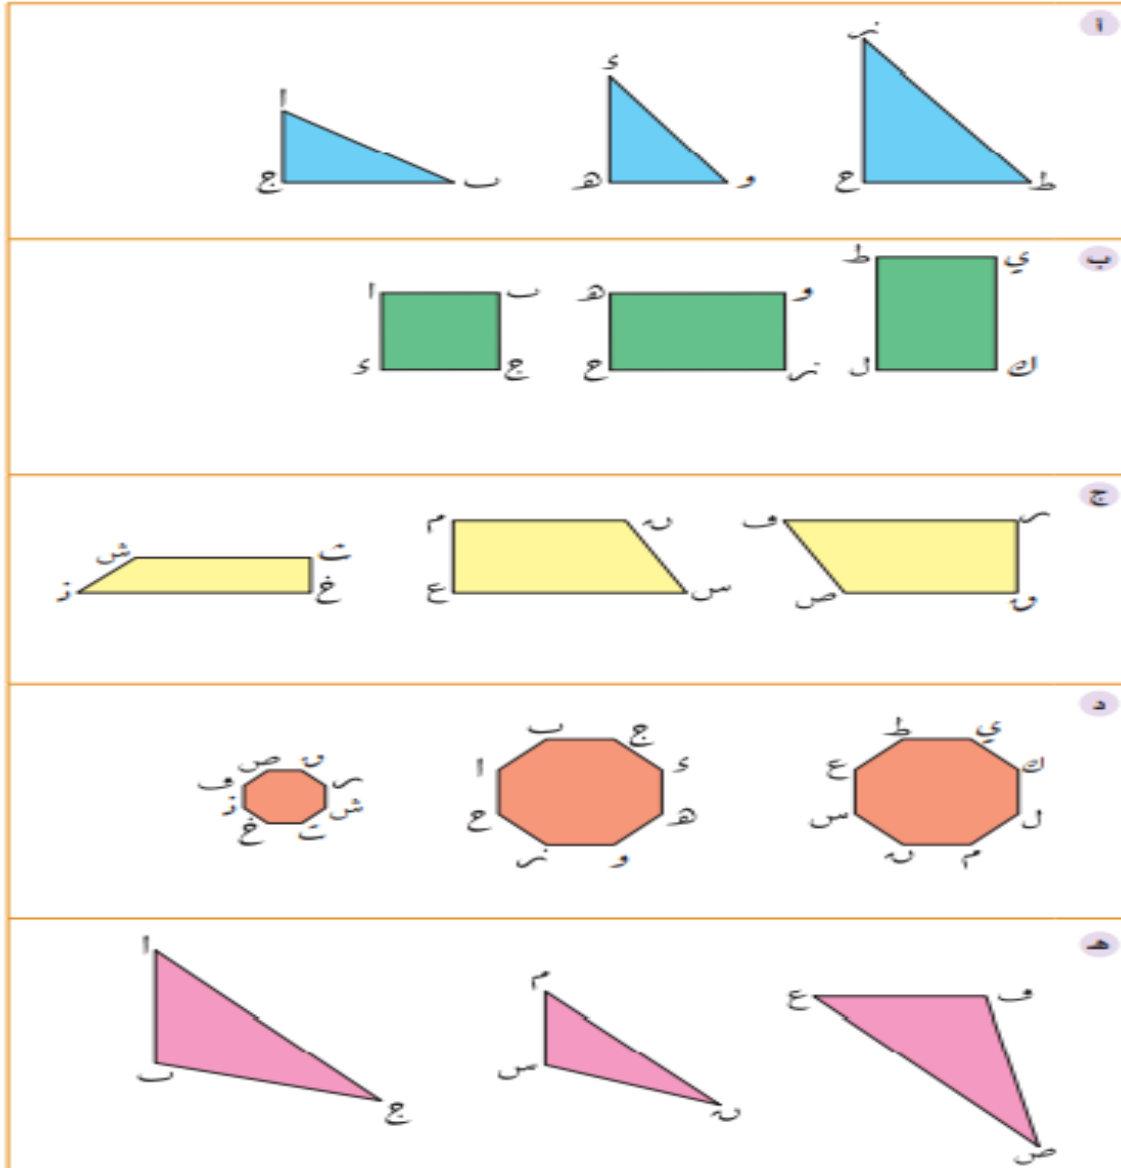 ا
ز ء ا
ط ح و هـ ب ج
ب
ي ط و هـ ب ا
ك ل ز ح ج ء
ج
ر ف ن م ت ش
ق ص س ع خ ذ
د
ي ط ج ب ق ص
ك ع ء ا ر ف
ل س هـ ح ش ذ
م ن و ز ت خ
هـ
ف ع م ا
ص ن س ج ب